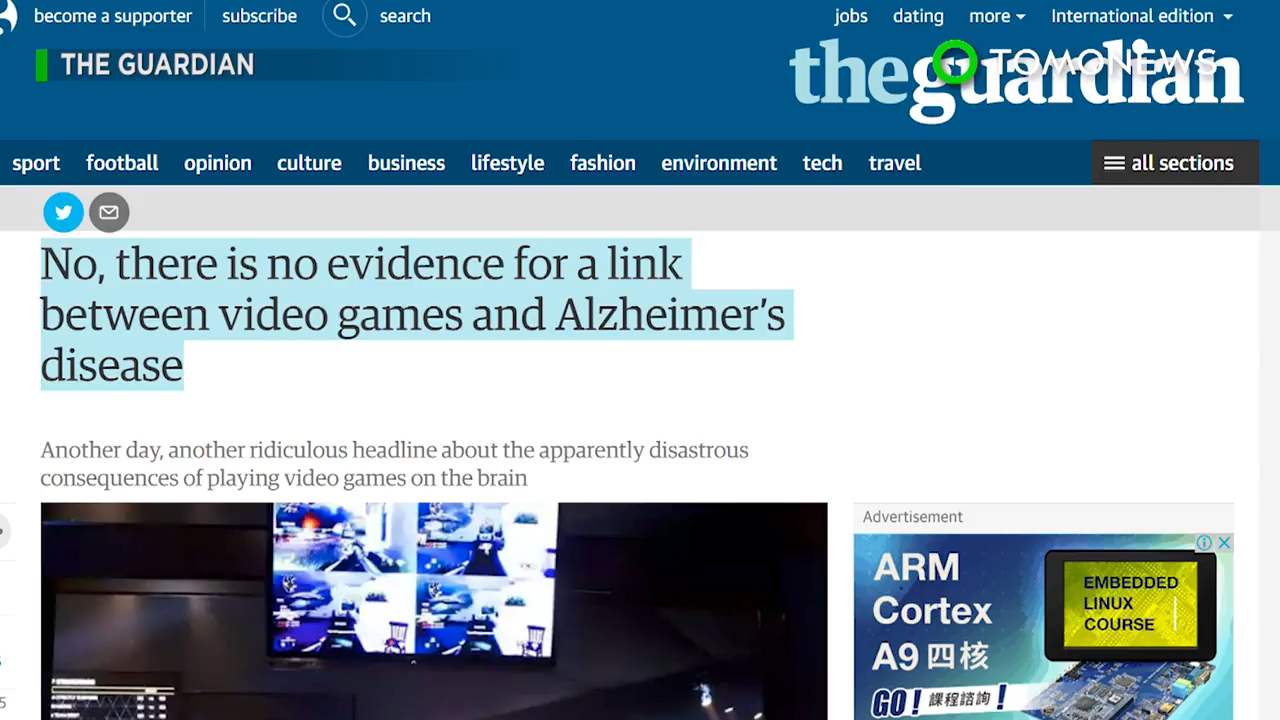 become a supporter subscribe search jobs dating more International edition
THE GUARDIAN
theguardian
TOMONEWS
sport football opinion culture business lifestyle fashion environment tech travel all sections
No, there is no evidence for a link
between video games and Alzheimer's
disease
Another day, another ridiculous headline about the apparently disastrous
consequences of playing video games on the brain
Advertisement
ARM
Cortex
A9 四核
GO! 課程諮詢!
EMBEDDED
LINUX
COURSE